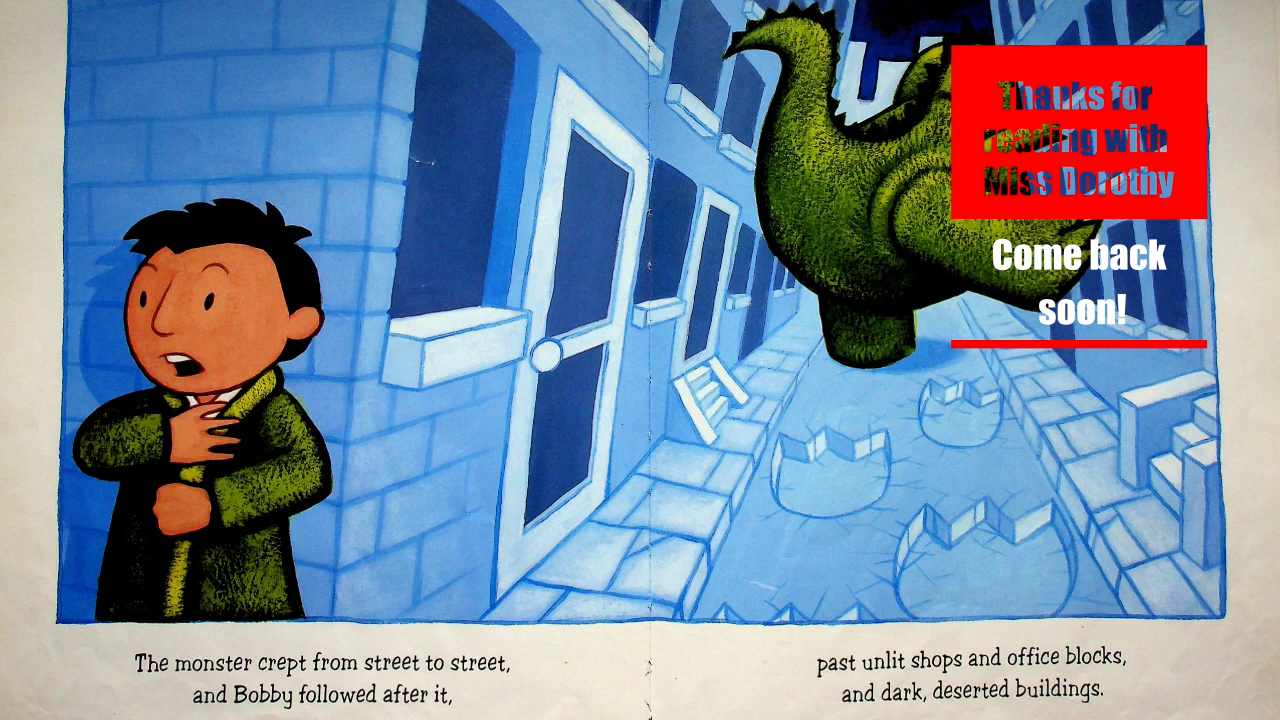 Thanks for
reading with
Miss Dorothy
Come back
soon!
The monster crept from street to street,
and Bobby followed after it,
past unlit shops and office blocks,
and dark, deserted buildings.